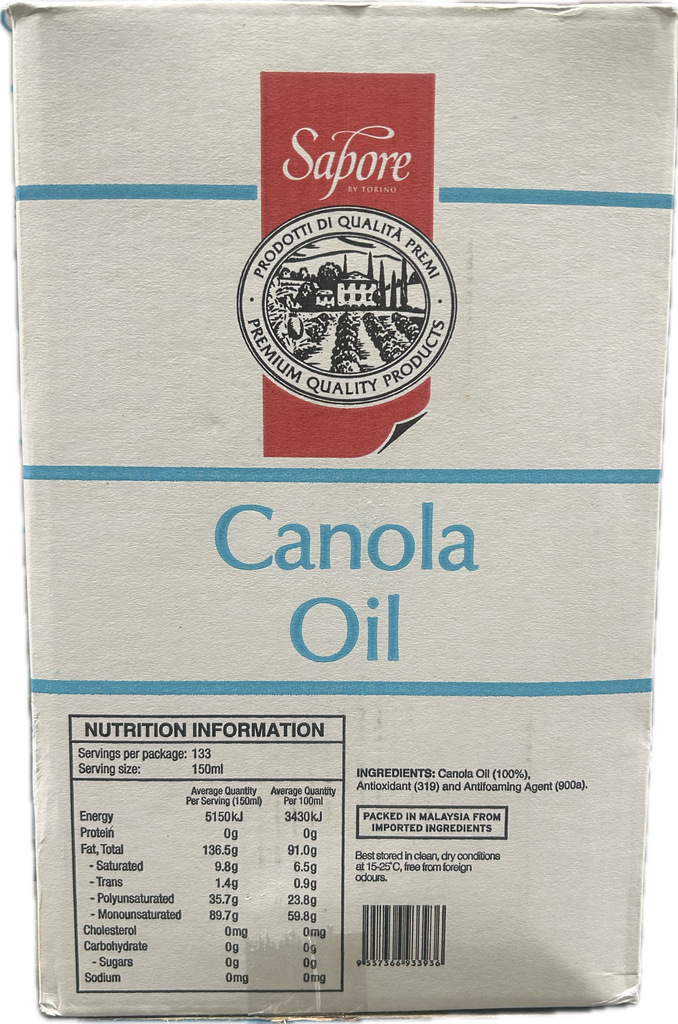 Sapore
BY TORINO
PRODOTTI DI QUALITÀ PREMI
PREMIUM QUALITY PRODUCTS
Canola
Oil
NUTRITION INFORMATION
Servings per package: 133
Serving size: 150ml
Average Quantity Per Serving (150ml) Average Quantity Per 100ml
Energy 5150kJ 3430kJ
Protein 0g 0g
Fat, Total 136.5g 91.0g
- Saturated 9.8g 6.5g
- Trans 1.4g 0.9g
- Polyunsaturated 35.7g 23.8g
- Monounsaturated 89.7g 59.8g
Cholesterol 0mg 0mg
Carbohydrate 0g 0g
- Sugars 0g 0g
Sodium 0mg 0mg
INGREDIENTS: Canola Oil (100%),
Antioxidant (319) and Antifoaming Agent (900a).
PACKED IN MALAYSIA FROM
IMPORTED INGREDIENTS
Best stored in clean, dry conditions
at 15-25°C, free from foreign
odours.
9 557366 933936